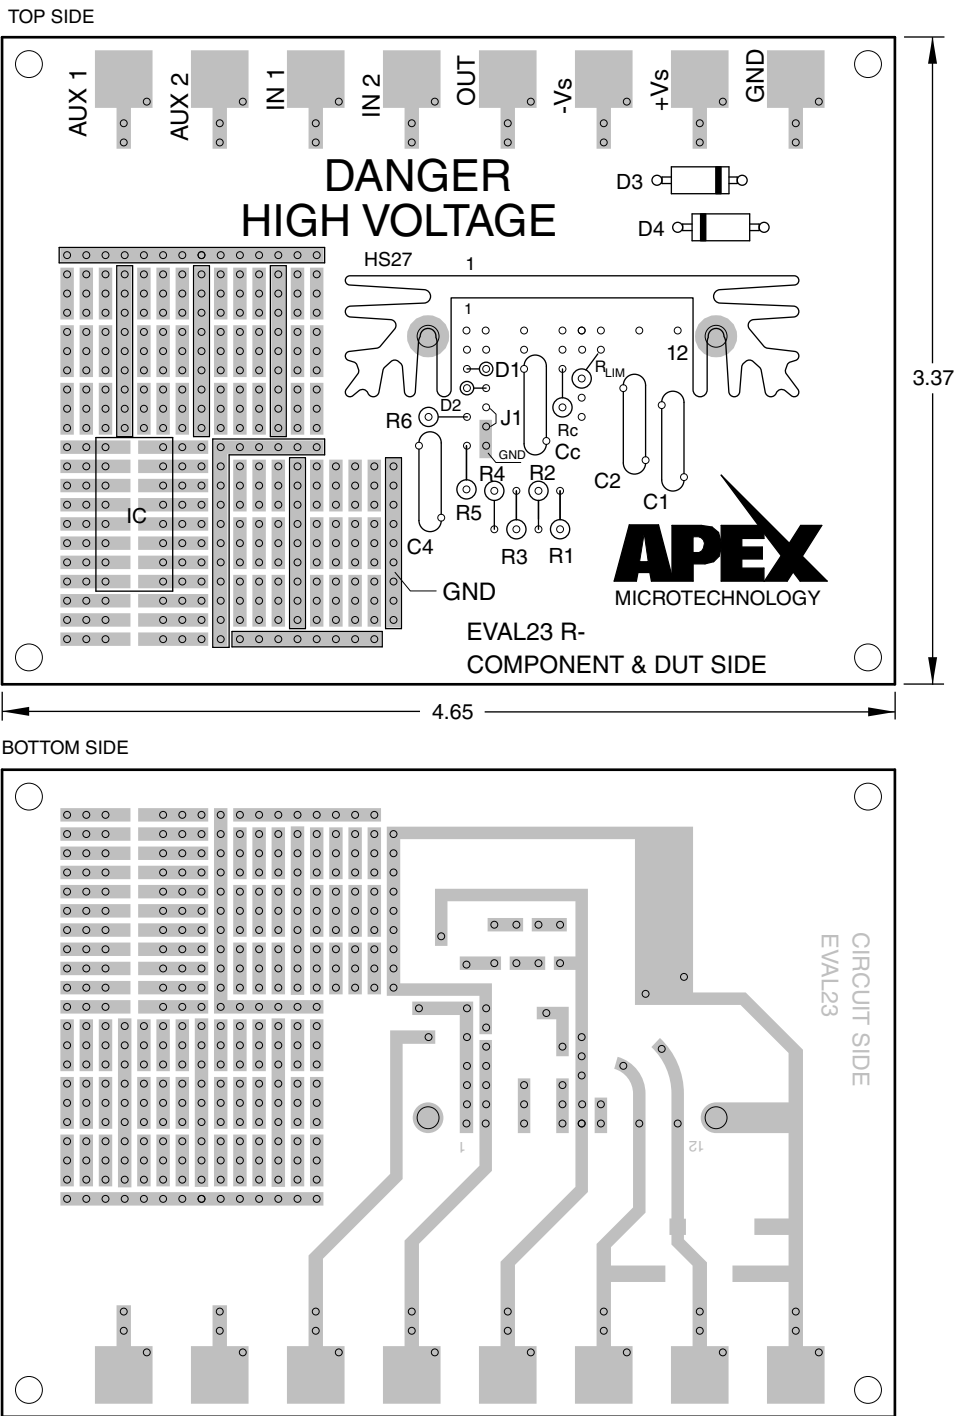 TOP SIDE
AUX 1
AUX 2
IN 1
IN 2
OUT
-Vs
+Vs
GND
DANGER
HIGH VOLTAGE
D3
D4
HS27
1
1
12
3.37
D1
RLIM
D2
R6
J1
Rc
GND
Cc
R4
R2
C2
C1
R5
IC
C4
R3
R1
APEX
MICROTECHNOLOGY
GND
EVAL23 R-
COMPONENT & DUT SIDE
4.65
BOTTOM SIDE
CIRCUIT SIDE
EVAL23
1
12